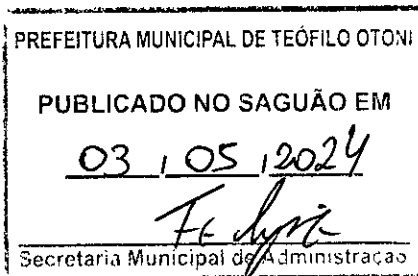 PREFEITURA MUNICIPAL DE TEÓFILO OTONI
PUBLICADO NO SAGUÃO EM
03 / 05 / 2024
Secretaria Municipal de Administração